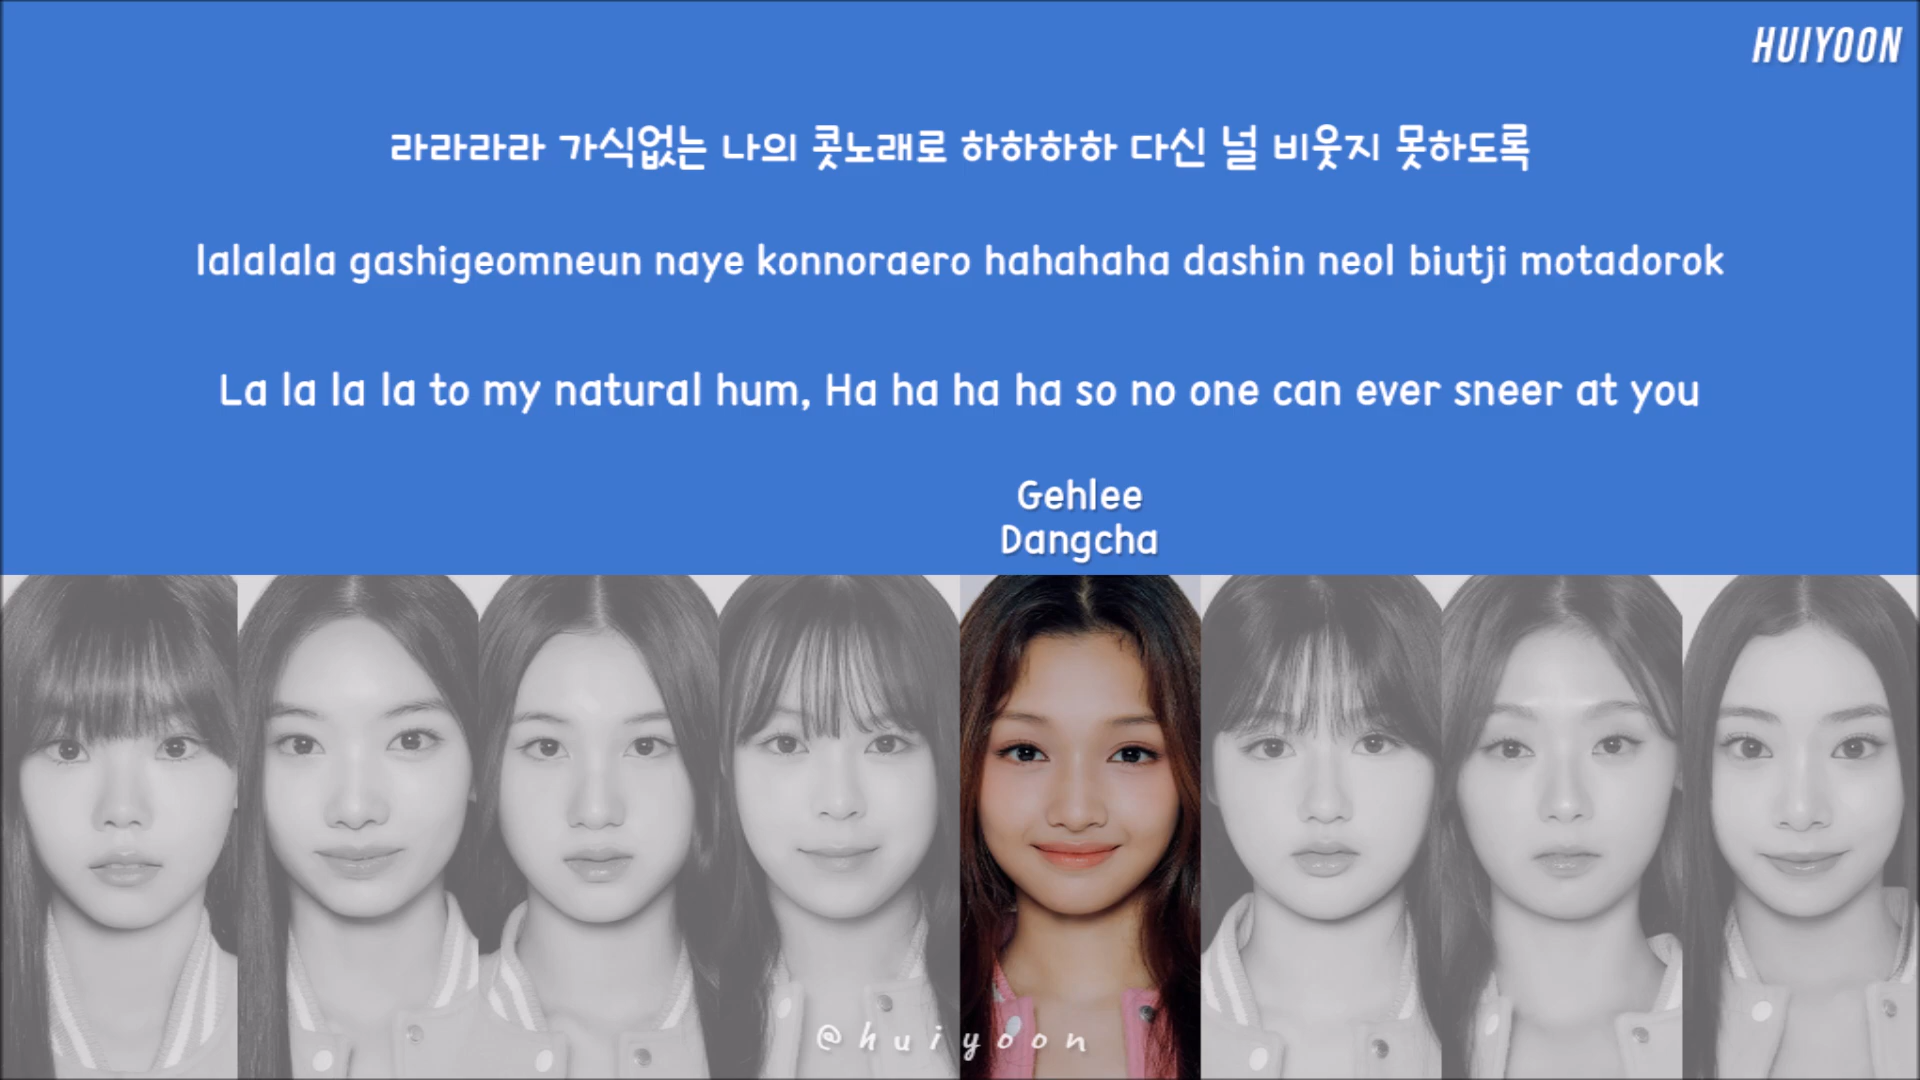 HUIYOON
라라라라 가식없는 나의 콧노래로 하하하하 다신 널 비웃지 못하도록
lalalala gashigeomneun naye konnoraero hahahaha dashin neol biutji motadorok
La la la la to my natural hum, Ha ha ha ha so no one can ever sneer at you
Gehlee
Dangcha
@huiyoon